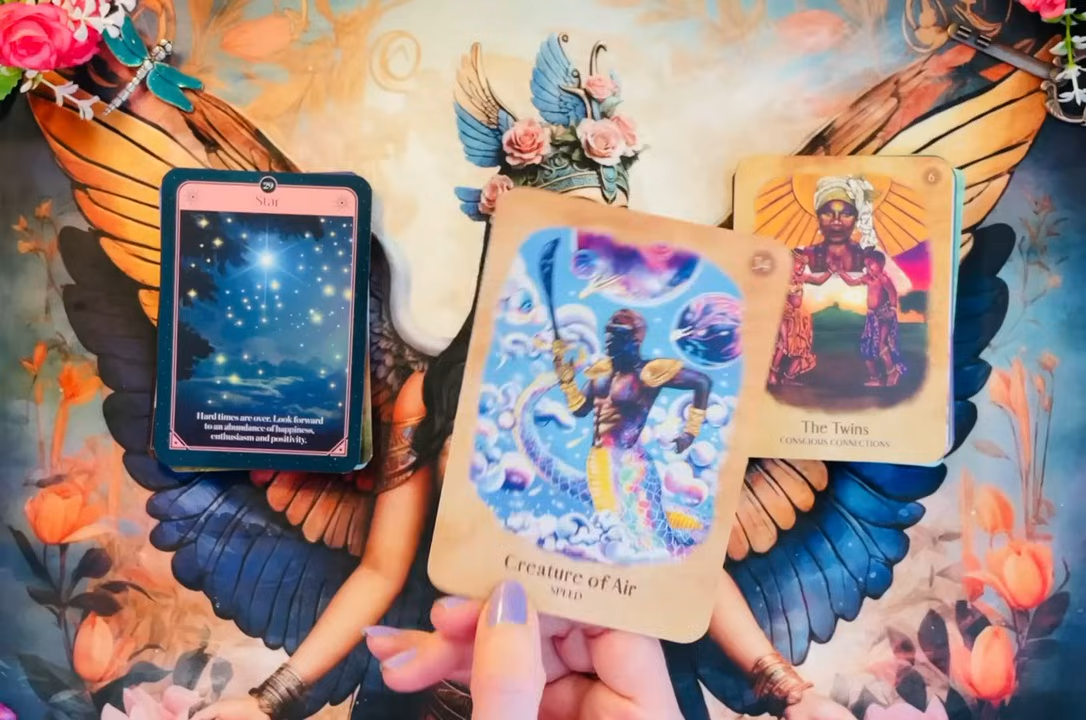 29
Star
Hard times are over. Look forward
to an abundance of happiness,
enthusiasm and positivity.
Creature of Air
SPEED
6
The Twins
CONSCIOUS CONNECTIONS